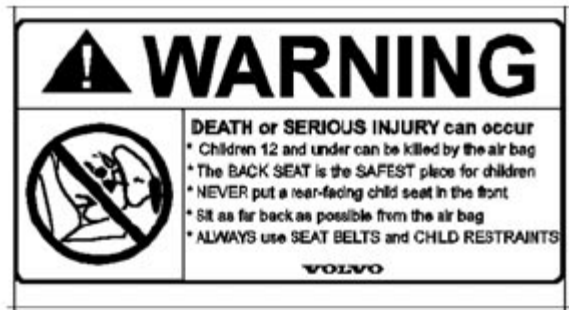 WARNING
DEATH or SERIOUS INJURY can occur
* Children 12 and under can be killed by the air bag
* The BACK SEAT is the SAFEST place for children
* NEVER put a rear-facing child seat in the front
* Sit as far back as possible from the air bag
* ALWAYS use SEAT BELTS and CHILD RESTRAINTS
VOLVO